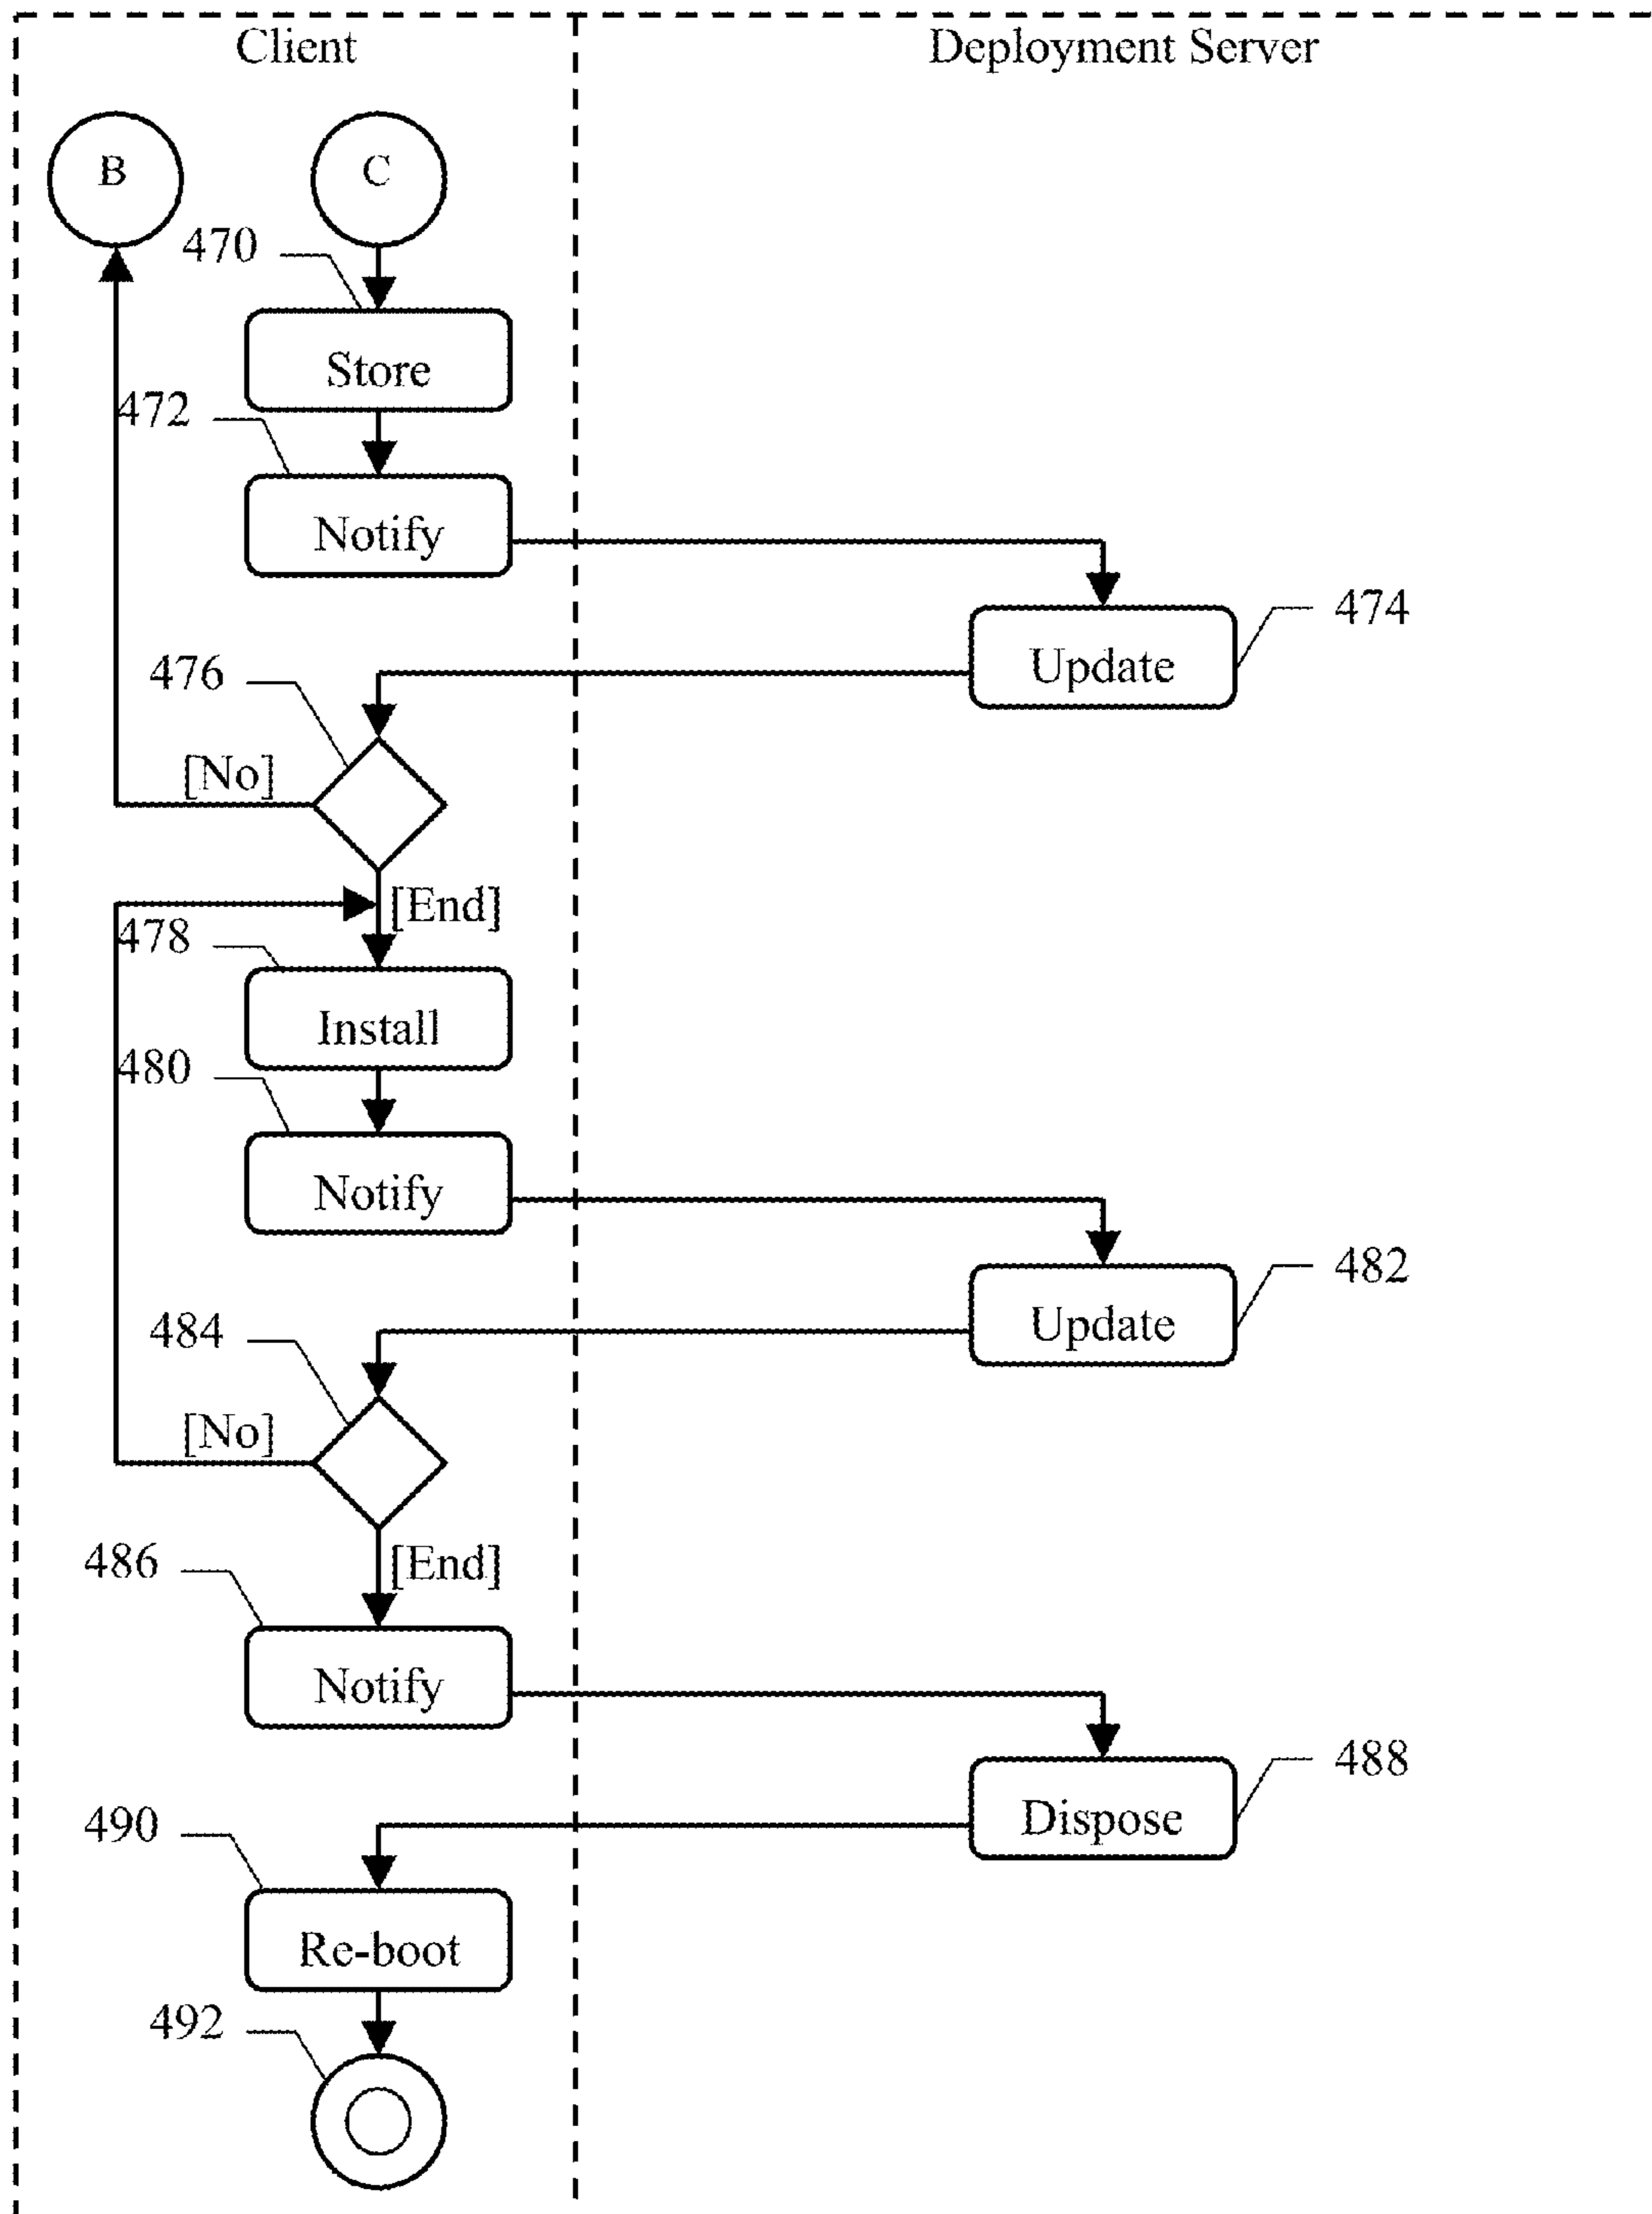 Client
Deployment Server
B
C
470
Store
472
Notify
474
Update
476
[No]
[End]
478
Install
480
Notify
482
Update
484
[No]
[End]
486
Notify
488
Dispose
490
Re-boot
492